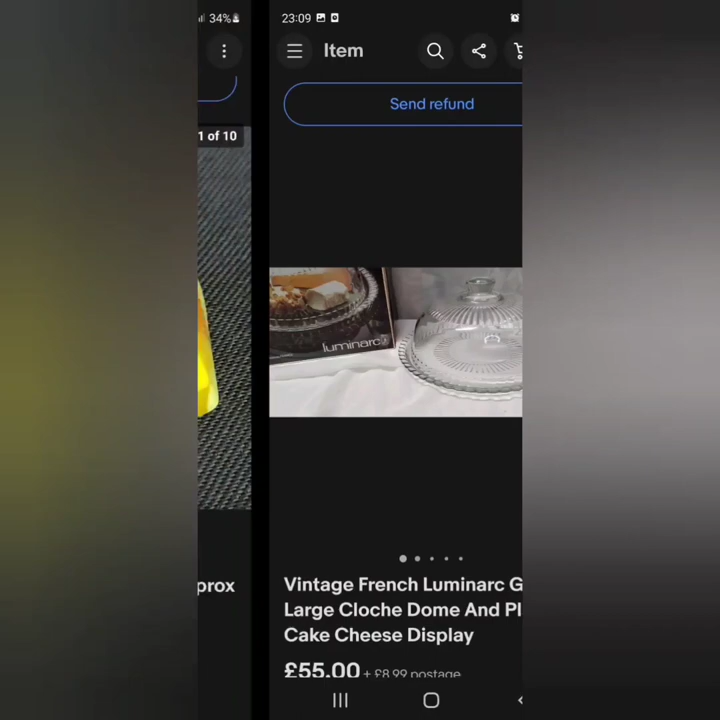 34%
1 of 10
prox
23:09
Item
Send refund
luminarc
Vintage French Luminarc G
Large Cloche Dome And Pl
Cake Cheese Display
£55.00 + £8.99 postage